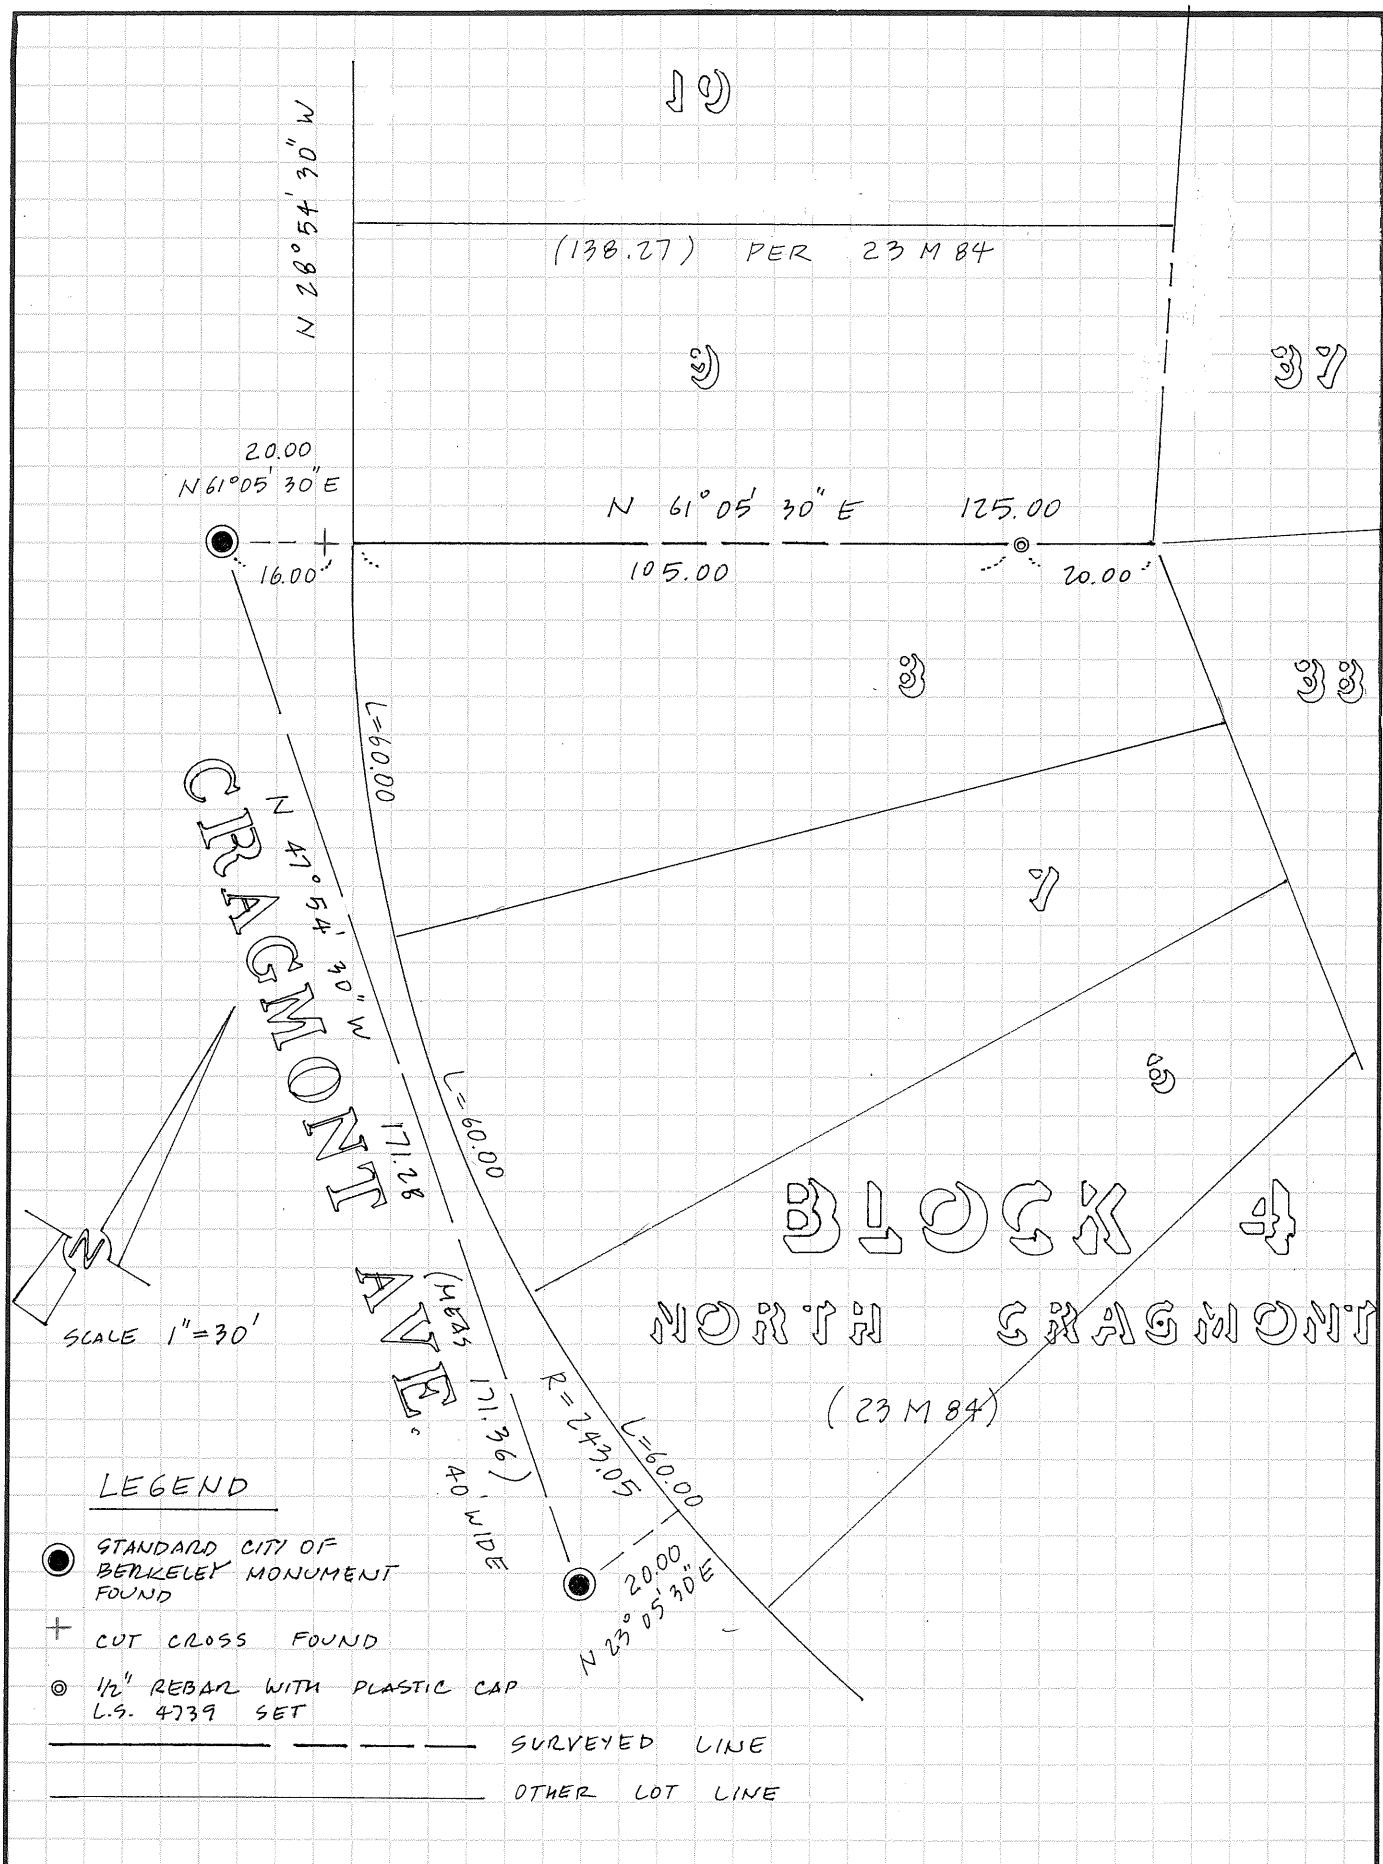 10
N 28° 54' 30" W
(138.27) PER 23 M 84
9
37
20.00
N 61° 05' 30" E
N 61° 05' 30" E 125.00
16.00
105.00
20.00
8
38
L=60.00
CRAGMONT AVE.
N 47° 54' 30" W
171.28
(MEAS 171.36)
40' WIDE
7
L=60.00
6
N
SCALE 1"=30'
BLOCK 4
NORTH CRAGMONT
(23 M 84)
R=243.05
L=60.00
20.00
N 23° 05' 30" E
LEGEND
STANDARD CITY OF
BERKELEY MONUMENT
FOUND
CUT CROSS FOUND
1/2" REBAR WITH PLASTIC CAP
L.S. 4739 SET
SURVEYED LINE
OTHER LOT LINE